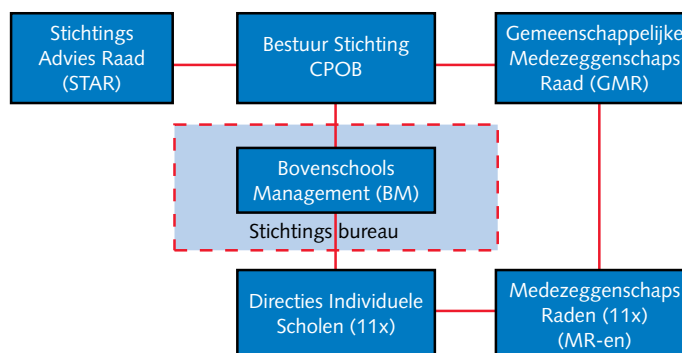 Stichtings
Advies Raad
(STAR)
Bestuur Stichting
CPOB
Gemeenschappelijke
Medezeggenschaps
Raad (GMR)
Bovenschools
Management (BM)
Stichtings bureau
Directies Individuele
Scholen (11x)
Medezeggenschaps
Raden (11x)
(MR-en)